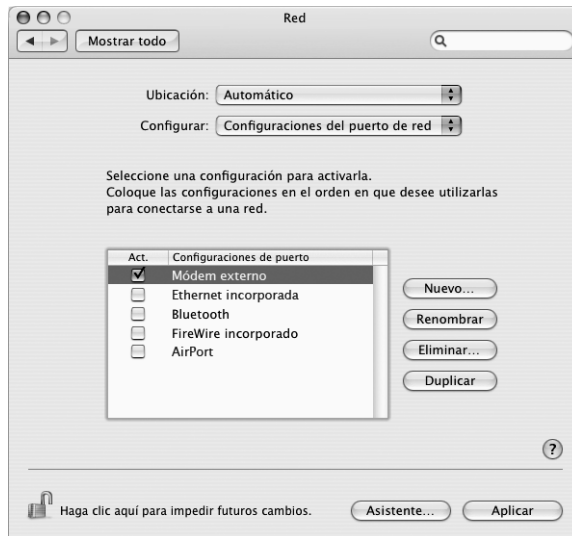 Red
Mostrar todo
Ubicación: Automático
Configurar: Configuraciones del puerto de red
Seleccione una configuración para activarla.
Coloque las configuraciones en el orden en que desee utilizarlas
para conectarse a una red.
Act. Configuraciones de puerto
Módem externo
Ethernet incorporada
Bluetooth
FireWire incorporado
AirPort
Nuevo...
Renombrar
Eliminar...
Duplicar
?
Haga clic aquí para impedir futuros cambios.
Asistente...
Aplicar